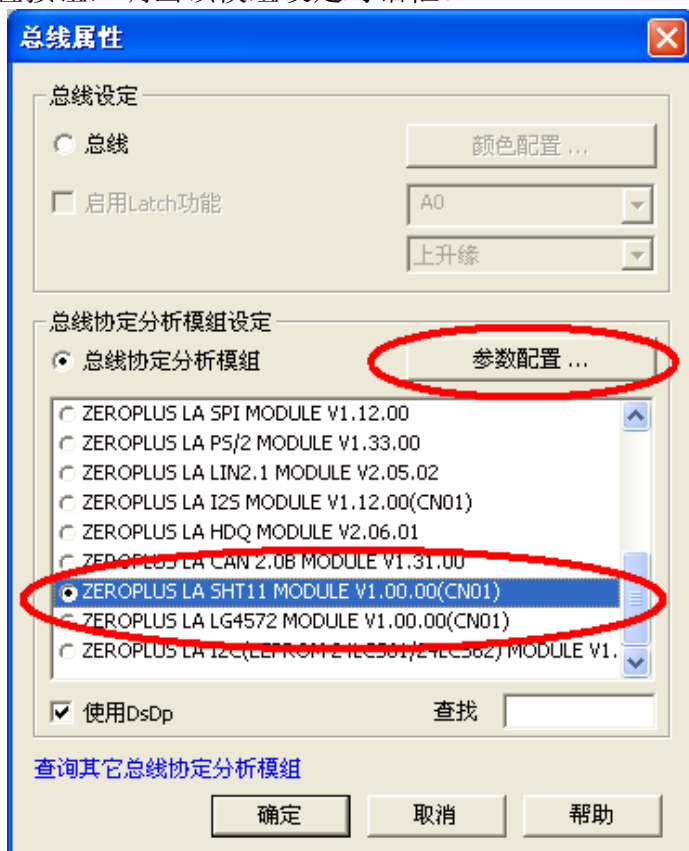 总线属性
总线设定
总线
颜色配置 ...
启用Latch功能
A0
上升缘
总线协定分析模组设定
总线协定分析模组
参数配置 ...
ZEROPLUS LA SPI MODULE V1.12.00
ZEROPLUS LA PS/2 MODULE V1.33.00
ZEROPLUS LA LIN2.1 MODULE V2.05.02
ZEROPLUS LA I2S MODULE V1.12.00(CN01)
ZEROPLUS LA HDQ MODULE V2.06.01
ZEROPLUS LA CAN 2.0B MODULE V1.31.00
ZEROPLUS LA SHT11 MODULE V1.00.00(CN01)
ZEROPLUS LA LG4572 MODULE V1.00.00(CN01)
ZEROPLUS LA I2C(EEPROM 24LCS61/24LCS62) MODULE V1.
使用DsDp
查找
查询其它总线协定分析模组
确定
取消
帮助